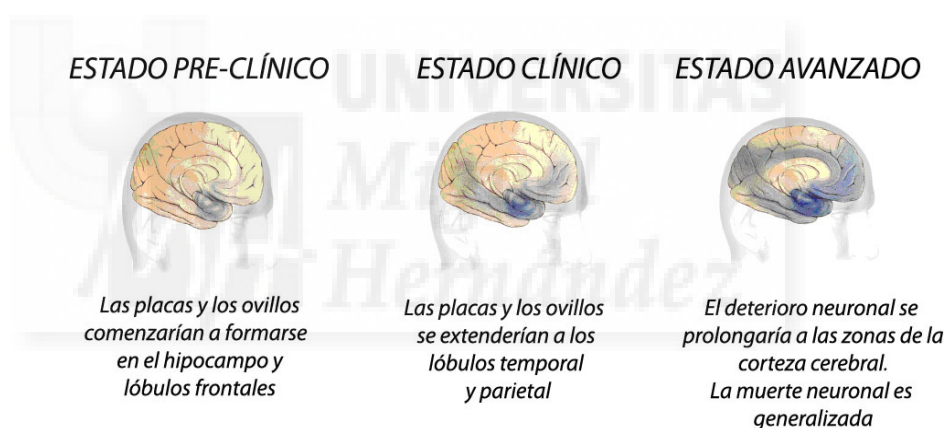 UNIVERSITAS
Miguel
Hernández
ESTADO PRE-CLÍNICO
ESTADO CLÍNICO
ESTADO AVANZADO
Las placas y los ovillos
comenzarían a formarse
en el hipocampo y
lóbulos frontales
Las placas y los ovillos
se extenderían a los
lóbulos temporal
y parietal
El deterioro neuronal se
prolongaría a las zonas de la
corteza cerebral.
La muerte neuronal es
generalizada